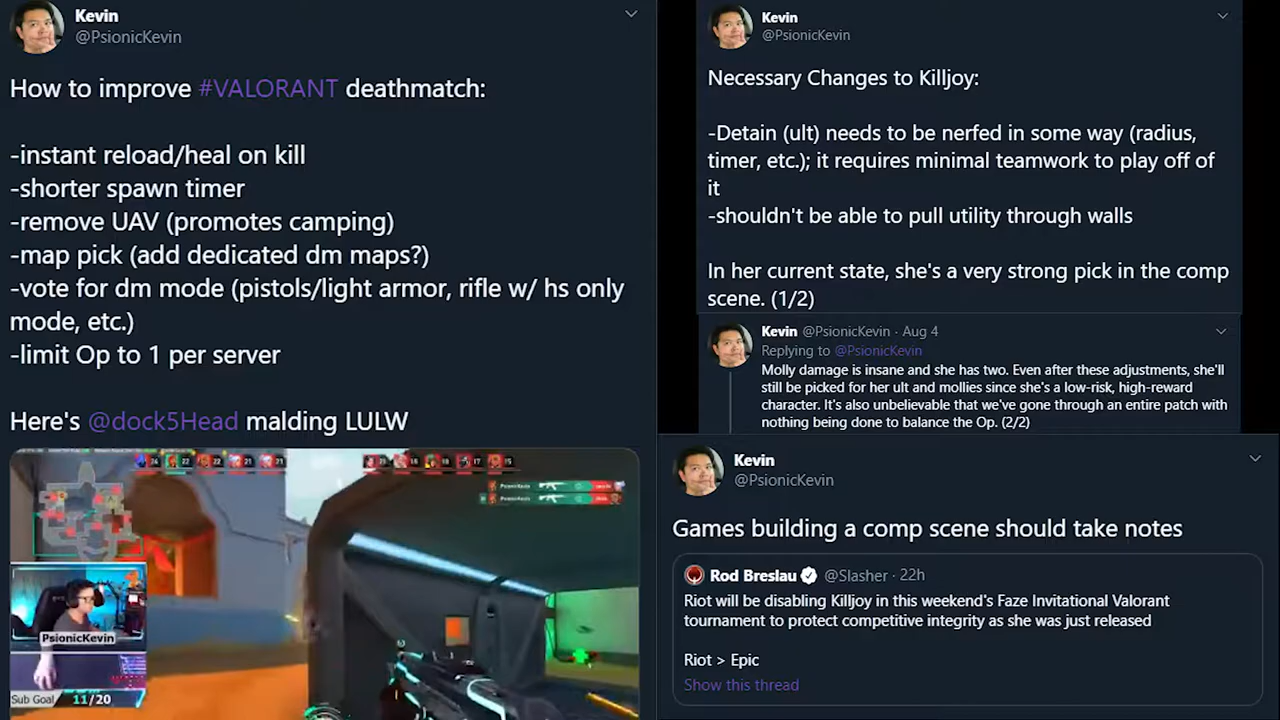 Kevin
@PsionicKevin
How to improve #VALORANT deathmatch:
-instant reload/heal on kill
-shorter spawn timer
-remove UAV (promotes camping)
-map pick (add dedicated dm maps?)
-vote for dm mode (pistols/light armor, rifle w/ hs only
mode, etc.)
-limit Op to 1 per server
Here's @dock5Head malding LULW
PsionicKevin
PsionicKevin
PsionicKevin
Sub Goal 11/20
Kevin
@PsionicKevin
Necessary Changes to Killjoy:
-Detain (ult) needs to be nerfed in some way (radius,
timer, etc.); it requires minimal teamwork to play off of
it
-shouldn't be able to pull utility through walls
In her current state, she's a very strong pick in the comp
scene. (1/2)
Kevin @PsionicKevin · Aug 4
Replying to @PsionicKevin
Molly damage is insane and she has two. Even after these adjustments, she'll
still be picked for her ult and mollies since she's a low-risk, high-reward
character. It's also unbelievable that we've gone through an entire patch with
nothing being done to balance the Op. (2/2)
Kevin
@PsionicKevin
Games building a comp scene should take notes
Rod Breslau @Slasher · 22h
Riot will be disabling Killjoy in this weekend's Faze Invitational Valorant
tournament to protect competitive integrity as she was just released
Riot > Epic
Show this thread